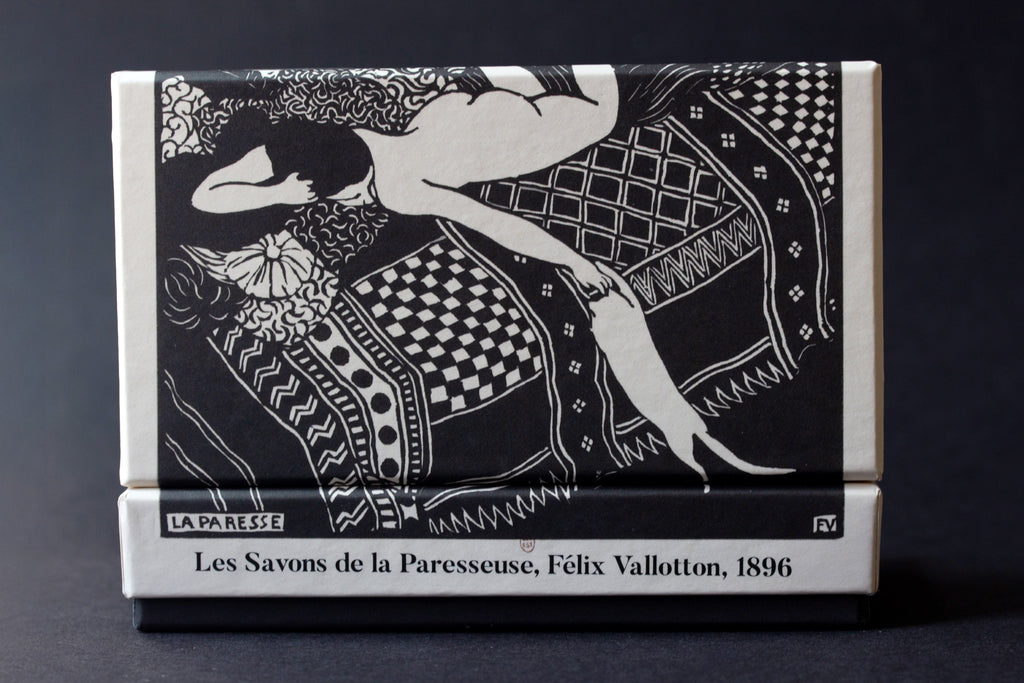 LA PARESSE
FV
Les Savons de la Paresseuse, Félix Vallotton, 1896